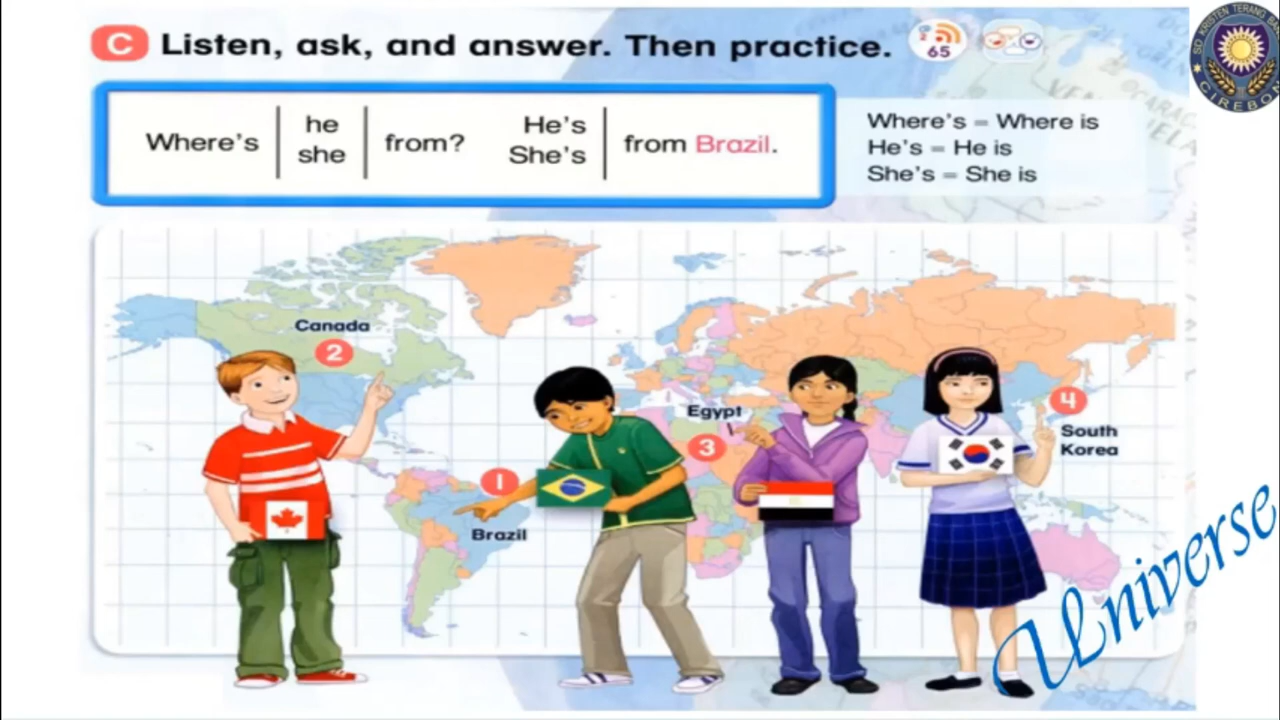 C Listen, ask, and answer. Then practice.
65
Where's he she from? He's She's from Brazil.
Where's = Where is
He's = He is
She's = She is
Canada
2
1
Brazil
Egypt
3
4
South
Korea
Universe
CIREBON